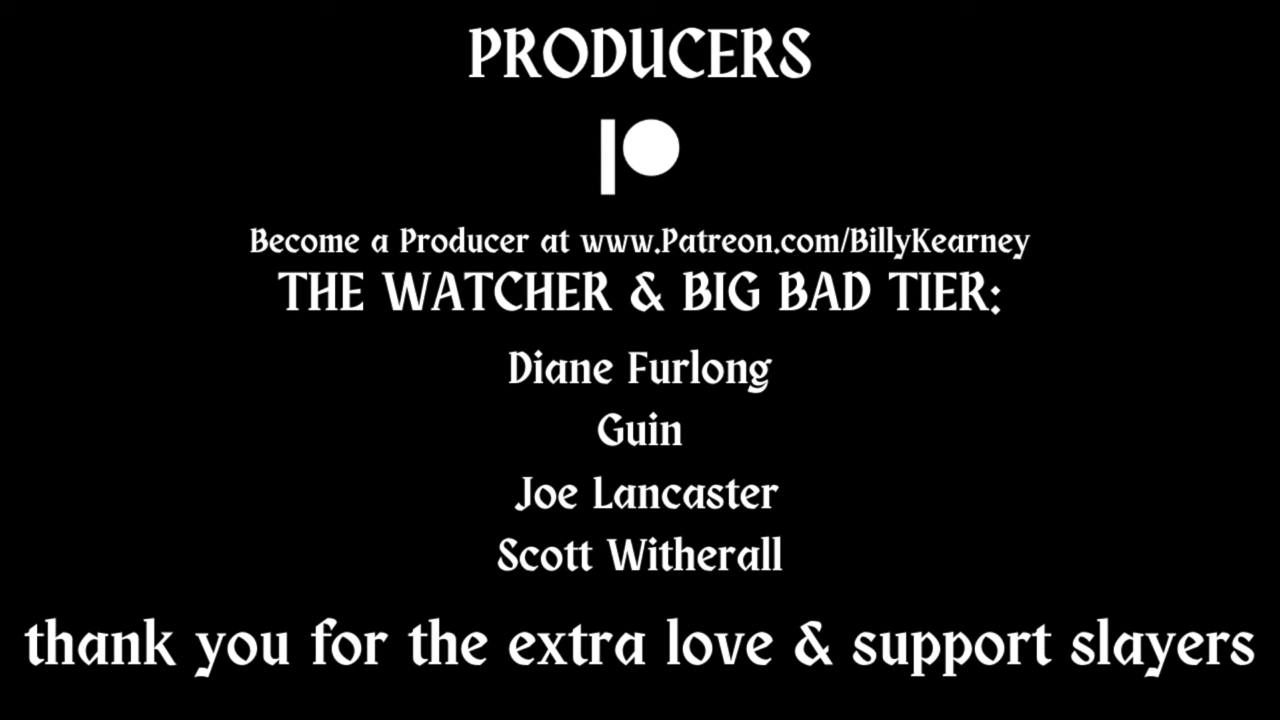 PRODUCERS
Become a Producer at www.Patreon.com/BillyKearney
THE WATCHER & BIG BAD TIER:
Diane Furlong
Guin
Joe Lancaster
Scott Witherall
thank you for the extra love & support slayers